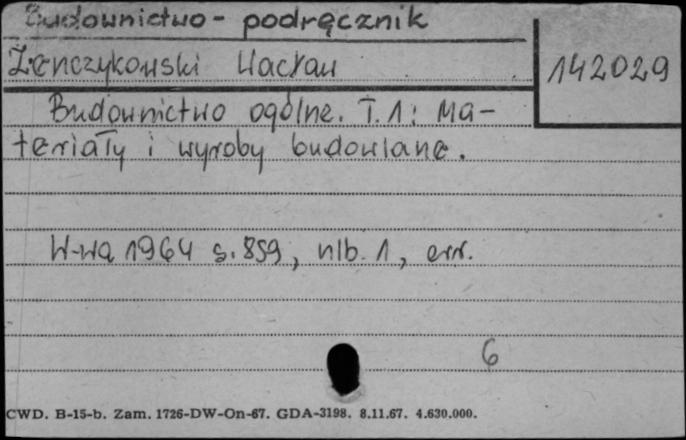 Budownictwo - podręcznik
Żenczykowski Wacław
142029
Budownictwo ogólne. T. 1: Ma-
teriały i wyroby budowlane.
W-wa 1964 s. 859, nlb. 1, err.
6
CWD. B-15-b. Zam. 1726-DW-On-67. GDA-3198. 8.11.67. 4.630.000.